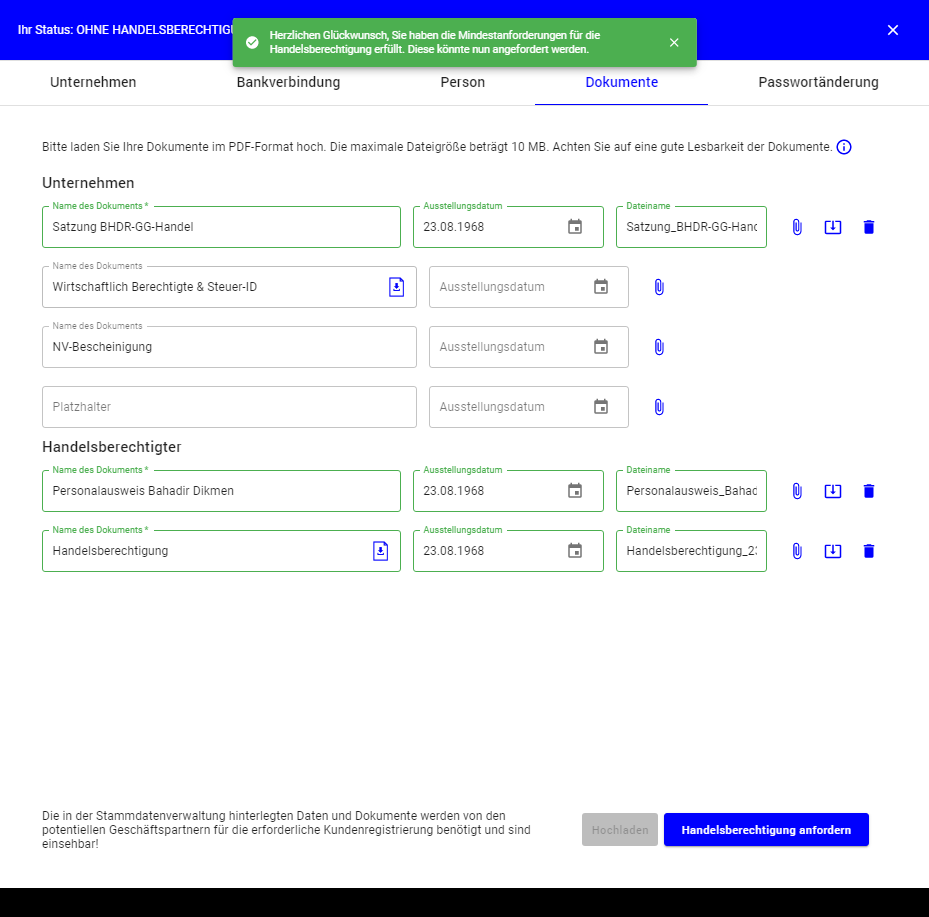 Ihr Status: OHNE HANDELSBERECHTIGU
Herzlichen Glückwunsch, Sie haben die Mindestanforderungen für die
Handelsberechtigung erfüllt. Diese könnte nun angefordert werden.
Unternehmen Bankverbindung Person Dokumente Passwortänderung
Bitte laden Sie Ihre Dokumente im PDF-Format hoch. Die maximale Dateigröße beträgt 10 MB. Achten Sie auf eine gute Lesbarkeit der Dokumente.
Unternehmen
Name des Dokuments * Ausstellungsdatum Dateiname
Satzung BHDR-GG-Handel 23.08.1968 Satzung_BHDR-GG-Hand
Name des Dokuments
Wirtschaftlich Berechtigte & Steuer-ID Ausstellungsdatum
Name des Dokuments
NV-Bescheinigung Ausstellungsdatum
Platzhalter Ausstellungsdatum
Handelsberechtigter
Name des Dokuments * Ausstellungsdatum Dateiname
Personalausweis Bahadir Dikmen 23.08.1968 Personalausweis_Bahad
Name des Dokuments * Ausstellungsdatum Dateiname
Handelsberechtigung 23.08.1968 Handelsberechtigung_23
Die in der Stammdatenverwaltung hinterlegten Daten und Dokumente werden von den
potentiellen Geschäftspartnern für die erforderliche Kundenregistrierung benötigt und sind
einsehbar!
Hochladen Handelsberechtigung anfordern